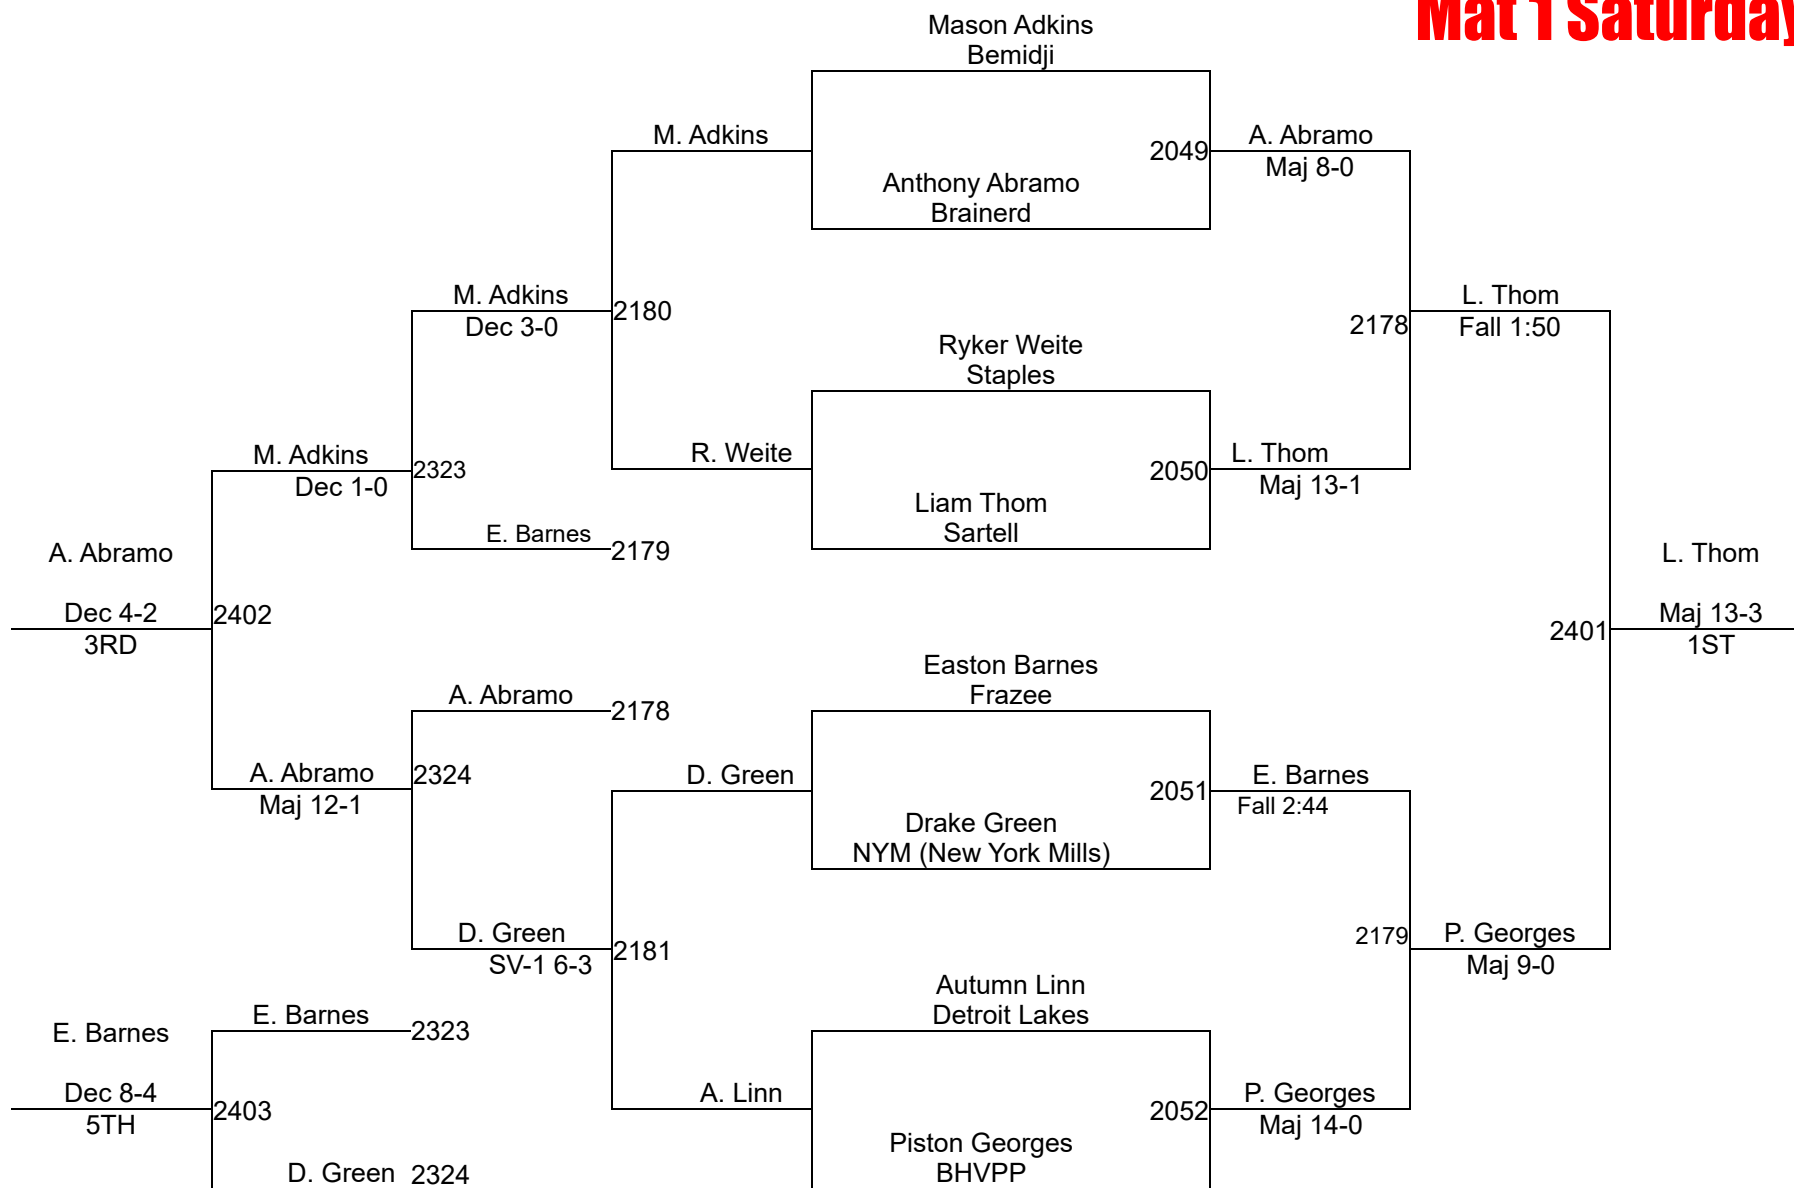 Mat 1 Saturday
Mason Adkins
Bemidji
M. Adkins
2049
A. Abramo
Maj 8-0
Anthony Abramo
Brainerd
M. Adkins
Dec 3-0
2180
L. Thom
Fall 1:50
2178
Ryker Weite
Staples
M. Adkins
Dec 1-0
2323
R. Weite
2050
L. Thom
Maj 13-1
Liam Thom
Sartell
E. Barnes
2179
A. Abramo
Dec 4-2
3RD
2402
L. Thom
Maj 13-3
1ST
2401
Easton Barnes
Frazee
A. Abramo
2178
A. Abramo
Maj 12-1
2324
D. Green
2051
E. Barnes
Fall 2:44
Drake Green
NYM (New York Mills)
D. Green
SV-1 6-3
2181
2179
P. Georges
Maj 9-0
Autumn Linn
Detroit Lakes
E. Barnes
2323
E. Barnes
Dec 8-4
5TH
2403
A. Linn
2052
P. Georges
Maj 14-0
Piston Georges
BHVPP
D. Green
2324